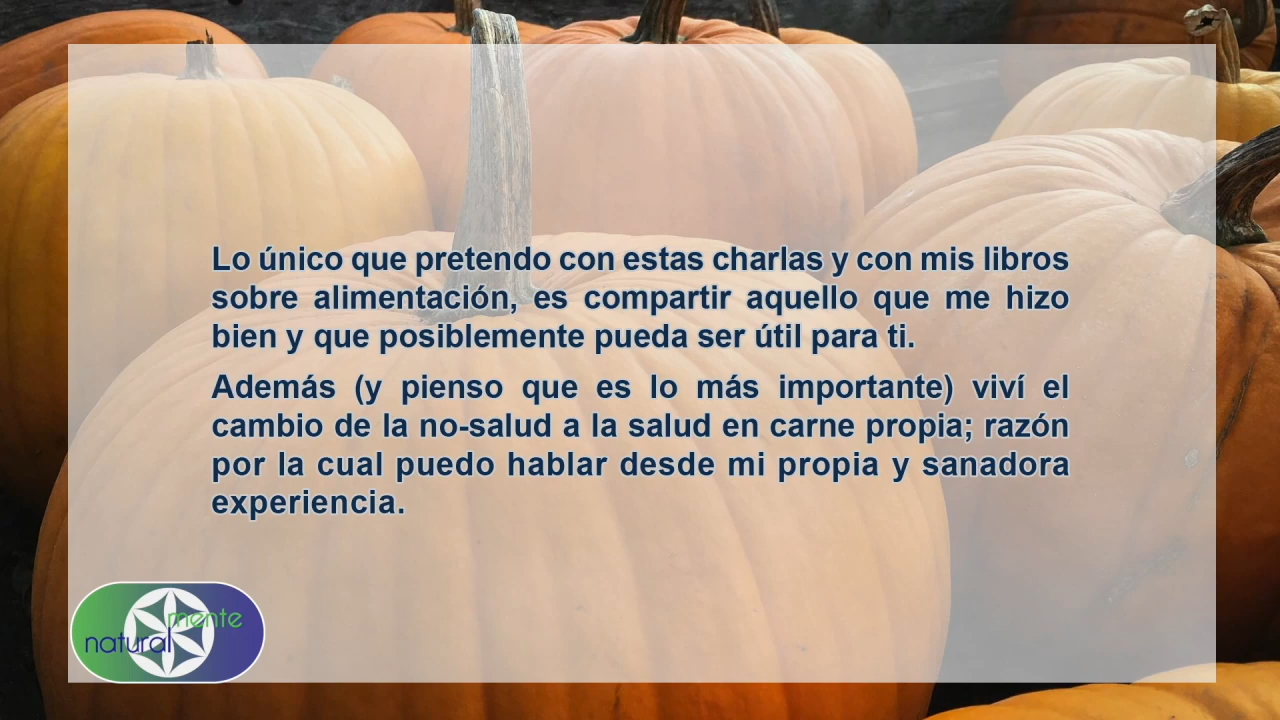 Lo único que pretendo con estas charlas y con mis libros
sobre alimentación, es compartir aquello que me hizo
bien y que posiblemente pueda ser útil para ti.
Además (y pienso que es lo más importante) viví el
cambio de la no-salud a la salud en carne propia; razón
por la cual puedo hablar desde mi propia y sanadora
experiencia.
natural
mente